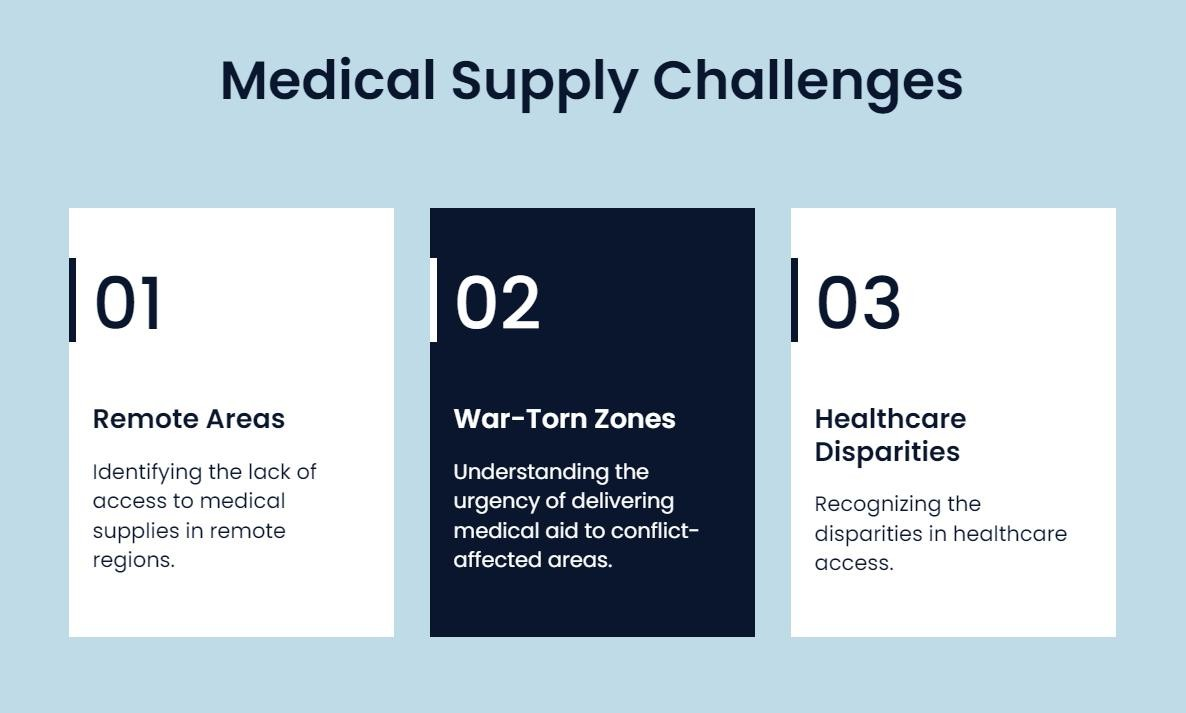 Medical Supply Challenges
01
Remote Areas
Identifying the lack of
access to medical
supplies in remote
regions.
02
War-Torn Zones
Understanding the
urgency of delivering
medical aid to conflict-
affected areas.
03
Healthcare
Disparities
Recognizing the
disparities in healthcare
access.